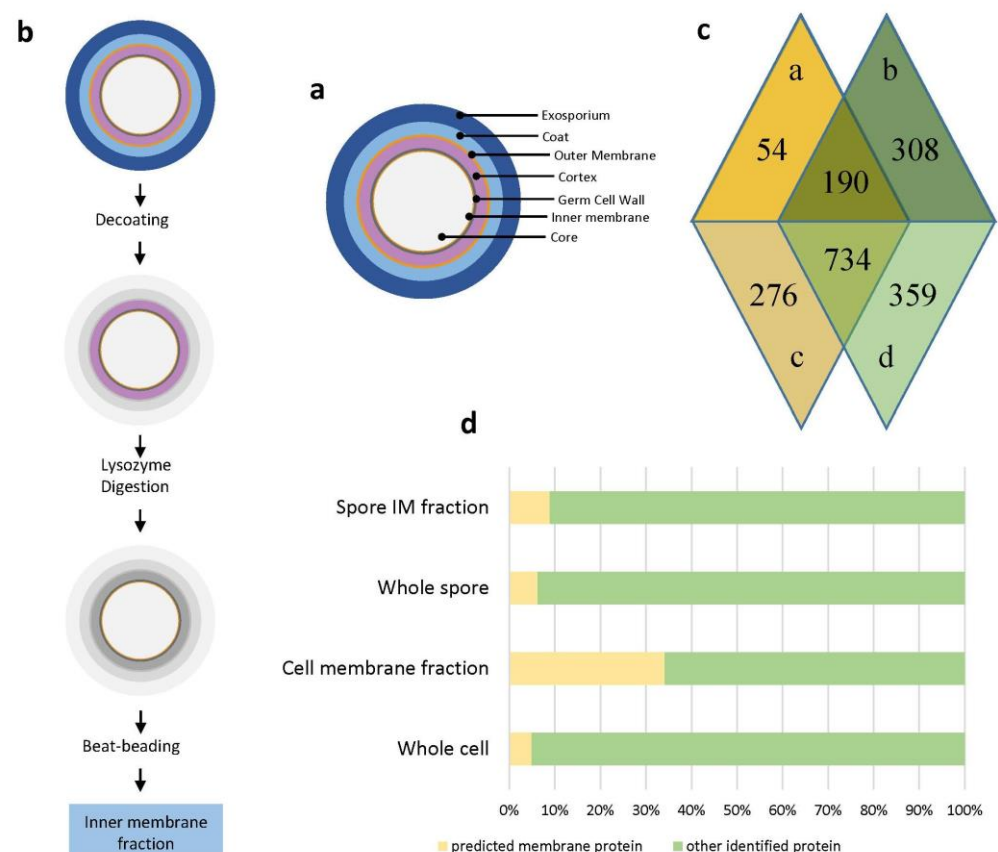 b
Decoating
Lysozyme
Digestion
Beat-beading
Inner membrane
fraction
a
Exosporium
Coat
Outer Membrane
Cortex
Germ Cell Wall
Inner membrane
Core
c
a
b
54
308
190
734
276
359
c
d
d
Spore IM fraction
Whole spore
Cell membrane fraction
Whole cell
0% 10% 20% 30% 40% 50% 60% 70% 80% 90% 100%
predicted membrane protein other identified protein